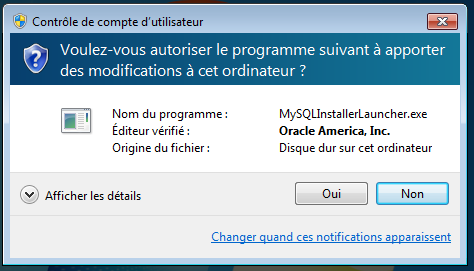 Contrôle de compte d'utilisateur
Voulez-vous autoriser le programme suivant à apporter
des modifications à cet ordinateur ?
Nom du programme : MySQLInstallerLauncher.exe
Éditeur vérifié : Oracle America, Inc.
Origine du fichier : Disque dur sur cet ordinateur
Afficher les détails Oui Non
Changer quand ces notifications apparaissent